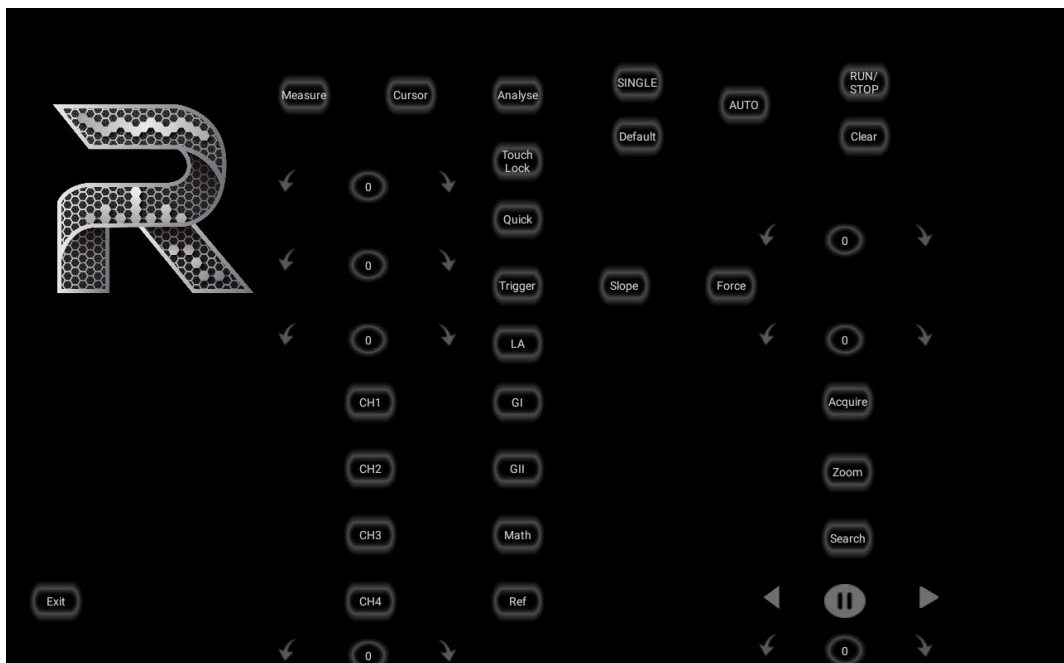 Measure
Cursor
Analyse
SINGLE
AUTO
RUN/
STOP
Default
Clear
Touch
Lock
0
Quick
0
0
Trigger
Slope
Force
0
LA
0
CH1
GI
Acquire
CH2
GII
Zoom
CH3
Math
Search
Exit
CH4
Ref
0
0